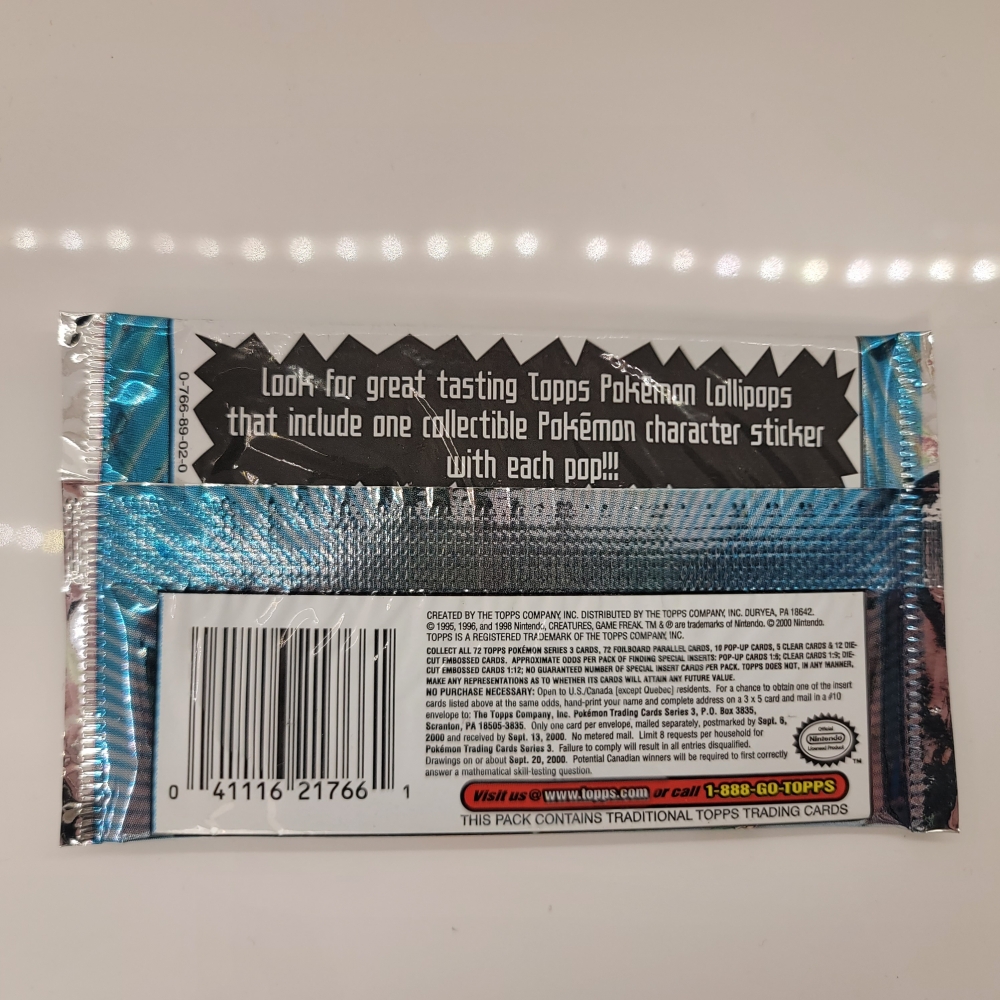 Look for great tasting Topps Pokémon Lollipops
that include one collectible Pokémon character sticker
with each pop!!!
0-766-89-02-0
CREATED BY THE TOPPS COMPANY, INC. DISTRIBUTED BY THE TOPPS COMPANY, INC. DURYEA, PA 18642.
© 1995, 1996, and 1998 Nintendo, CREATURES, GAME FREAK. TM & ® are trademarks of Nintendo. © 2000 Nintendo.
TOPPS IS A REGISTERED TRADEMARK OF THE TOPPS COMPANY, INC.
COLLECT ALL 72 TOPPS POKÉMON SERIES 3 CARDS, 72 FOILBOARD PARALLEL CARDS, 10 POP-UP CARDS, 5 CLEAR CARDS & 12 DIE-
CUT EMBOSSED CARDS. APPROXIMATE ODDS PER PACK OF FINDING SPECIAL INSERTS: POP-UP CARDS 1:6; CLEAR CARDS 1:9; DIE-
CUT EMBOSSED CARDS 1:12; NO GUARANTEED NUMBER OF SPECIAL INSERT CARDS PER PACK. TOPPS DOES NOT, IN ANY MANNER,
MAKE ANY REPRESENTATIONS AS TO WHETHER ITS CARDS WILL ATTAIN ANY FUTURE VALUE.
NO PURCHASE NECESSARY: Open to U.S./Canada [except Quebec] residents. For a chance to obtain one of the insert
cards listed above at the same odds, hand-print your name and complete address on a 3 x 5 card and mail in a #10
envelope to: The Topps Company, Inc. Pokémon Trading Cards Series 3, P.O. Box 3835,
Scranton, PA 18505-3835. Only one card per envelope, mailed separately, postmarked by Sept. 6,
2000 and received by Sept. 13, 2000. No metered mail. Limit 8 requests per household for
Pokémon Trading Cards Series 3. Failure to comply will result in all entries disqualified.
Drawings on or about Sept. 20, 2000. Potential Canadian winners will be required to first correctly
answer a mathematical skill-testing question.
Official
Nintendo
Licensed Product
TM
Visit us @ www.topps.com or call 1-888-GO-TOPPS
THIS PACK CONTAINS TRADITIONAL TOPPS TRADING CARDS
0 41116 21766 1